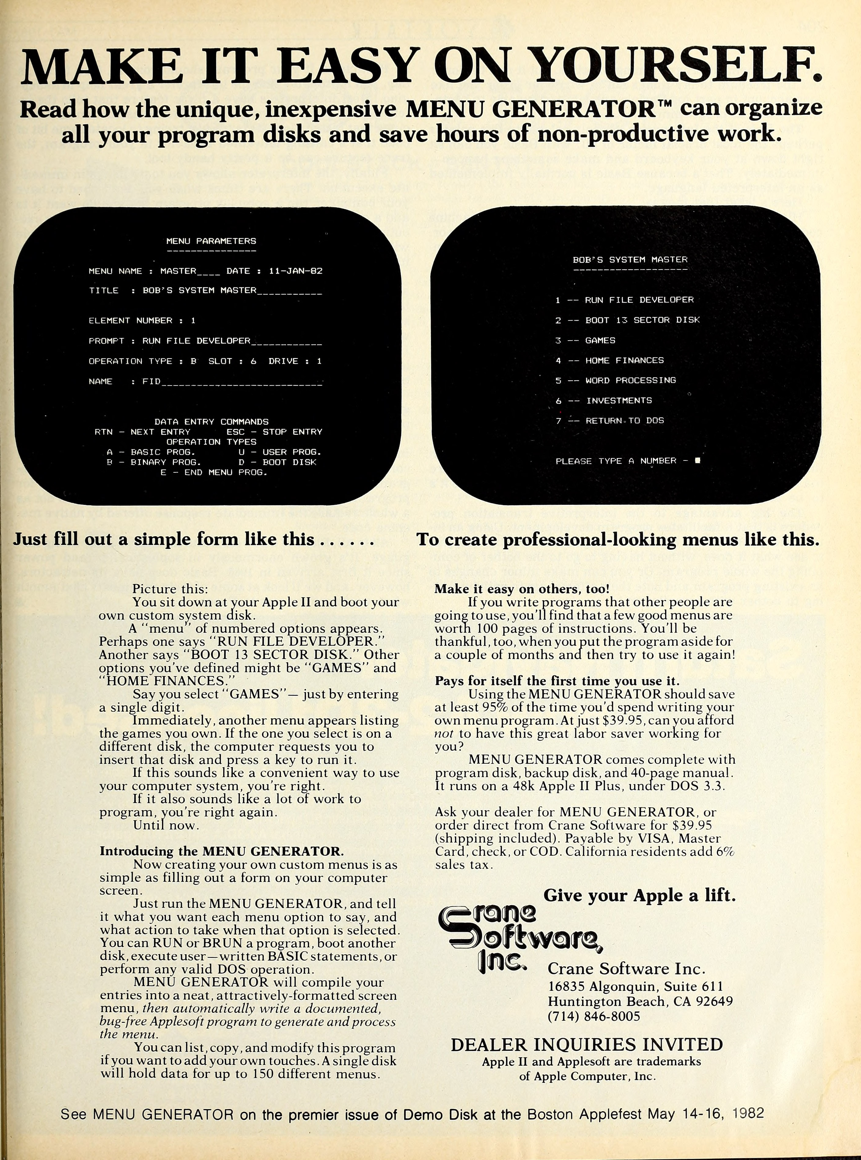 MAKE IT EASY ON YOURSELF.
Read how the unique, inexpensive MENU GENERATOR™ can organize
all your program disks and save hours of non-productive work.
MENU PARAMETERS
---------------
MENU NAME : MASTER____ DATE : 11-JAN-82
TITLE : BOB'S SYSTEM MASTER___________
ELEMENT NUMBER : 1
PROMPT : RUN FILE DEVELOPER____________
OPERATION TYPE : B SLOT : 6 DRIVE : 1
NAME : FID___________________________
DATA ENTRY COMMANDS
RTN - NEXT ENTRY ESC - STOP ENTRY
OPERATION TYPES
A - BASIC PROG. U - USER PROG.
B - BINARY PROG. D - BOOT DISK
E - END MENU PROG.
BOB'S SYSTEM MASTER
-------------------
1 -- RUN FILE DEVELOPER
2 -- BOOT 13 SECTOR DISK
3 -- GAMES
4 -- HOME FINANCES
5 -- WORD PROCESSING
6 -- INVESTMENTS
7 -- RETURN TO DOS
PLEASE TYPE A NUMBER - ■
Just fill out a simple form like this ......
To create professional-looking menus like this.
Picture this:
You sit down at your Apple II and boot your
own custom system disk.
A "menu" of numbered options appears.
Perhaps one says "RUN FILE DEVELOPER."
Another says "BOOT 13 SECTOR DISK." Other
options you've defined might be "GAMES" and
"HOME FINANCES."
Say you select "GAMES"— just by entering
a single digit.
Immediately, another menu appears listing
the games you own. If the one you select is on a
different disk, the computer requests you to
insert that disk and press a key to run it.
If this sounds like a convenient way to use
your computer system, you're right.
If it also sounds like a lot of work to
program, you're right again.
Until now.
Introducing the MENU GENERATOR.
Now creating your own custom menus is as
simple as filling out a form on your computer
screen.
Just run the MENU GENERATOR, and tell
it what you want each menu option to say, and
what action to take when that option is selected.
You can RUN or BRUN a program, boot another
disk, execute user—written BASIC statements, or
perform any valid DOS operation.
MENU GENERATOR will compile your
entries into a neat, attractively-formatted screen
menu, then automatically write a documented,
bug-free Applesoft program to generate and process
the menu.
You can list, copy, and modify this program
if you want to add your own touches. A single disk
will hold data for up to 150 different menus.
Make it easy on others, too!
If you write programs that other people are
going to use, you'll find that a few good menus are
worth 100 pages of instructions. You'll be
thankful, too, when you put the program aside for
a couple of months and then try to use it again!
Pays for itself the first time you use it.
Using the MENU GENERATOR should save
at least 95% of the time you'd spend writing your
own menu program. At just $39.95, can you afford
not to have this great labor saver working for
you?
MENU GENERATOR comes complete with
program disk, backup disk, and 40-page manual.
It runs on a 48k Apple II Plus, under DOS 3.3.
Ask your dealer for MENU GENERATOR, or
order direct from Crane Software for $39.95
(shipping included). Payable by VISA, Master
Card, check, or COD. California residents add 6%
sales tax.
Give your Apple a lift.
Crane
Software,
Inc.
Crane Software Inc.
16835 Algonquin, Suite 611
Huntington Beach, CA 92649
(714) 846-8005
DEALER INQUIRIES INVITED
Apple II and Applesoft are trademarks
of Apple Computer, Inc.
See MENU GENERATOR on the premier issue of Demo Disk at the Boston Applefest May 14-16, 1982